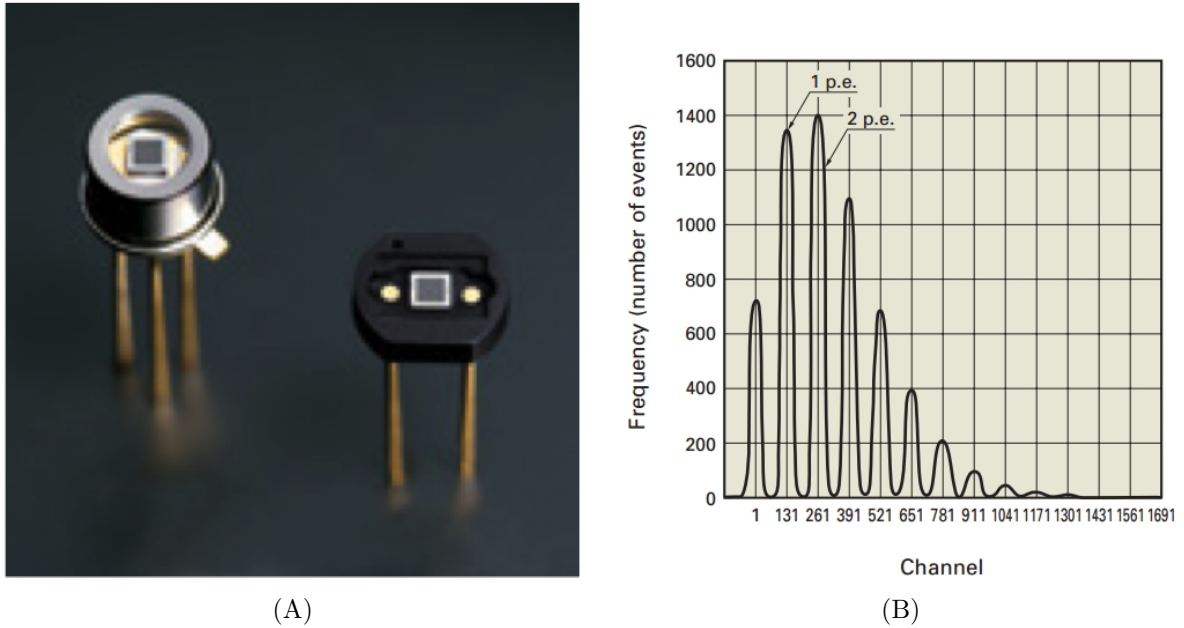 1600
1400
1200
1000
800
600
400
200
0
Frequency (number of events)
1 p.e.
2 p.e.
1 131 261 391 521 651 781 911 1041 1171 1301 1431 1561 1691
Channel
(A)
(B)